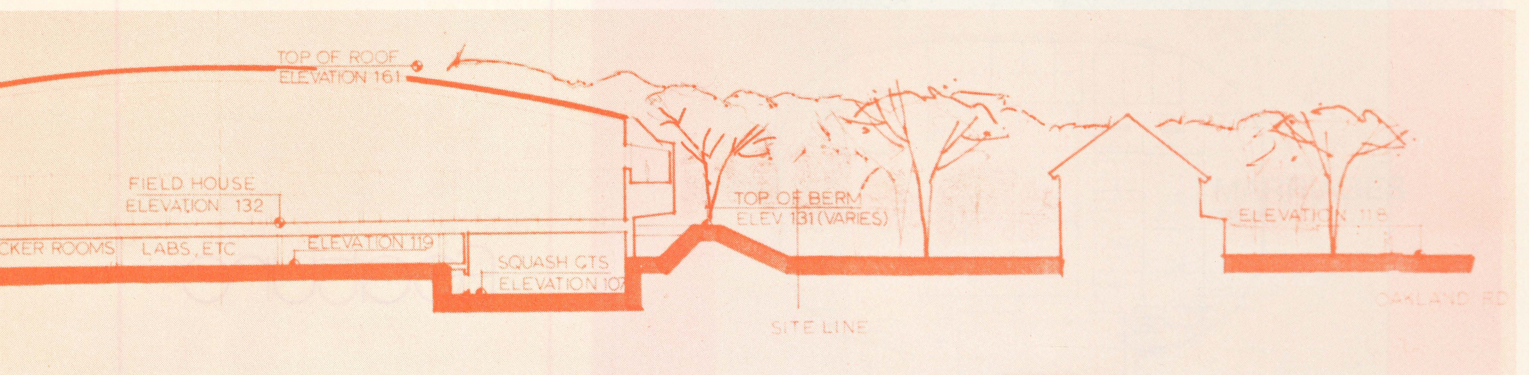 TOP OF ROOF
ELEVATION 161
FIELD HOUSE
ELEVATION 132
CKER ROOMS
LABS, ETC
ELEVATION 119
SQUASH CTS
ELEVATION 107
TOP OF BERM
ELEV 131 (VARIES)
SITE LINE
ELEVATION 118
OAKLAND RD